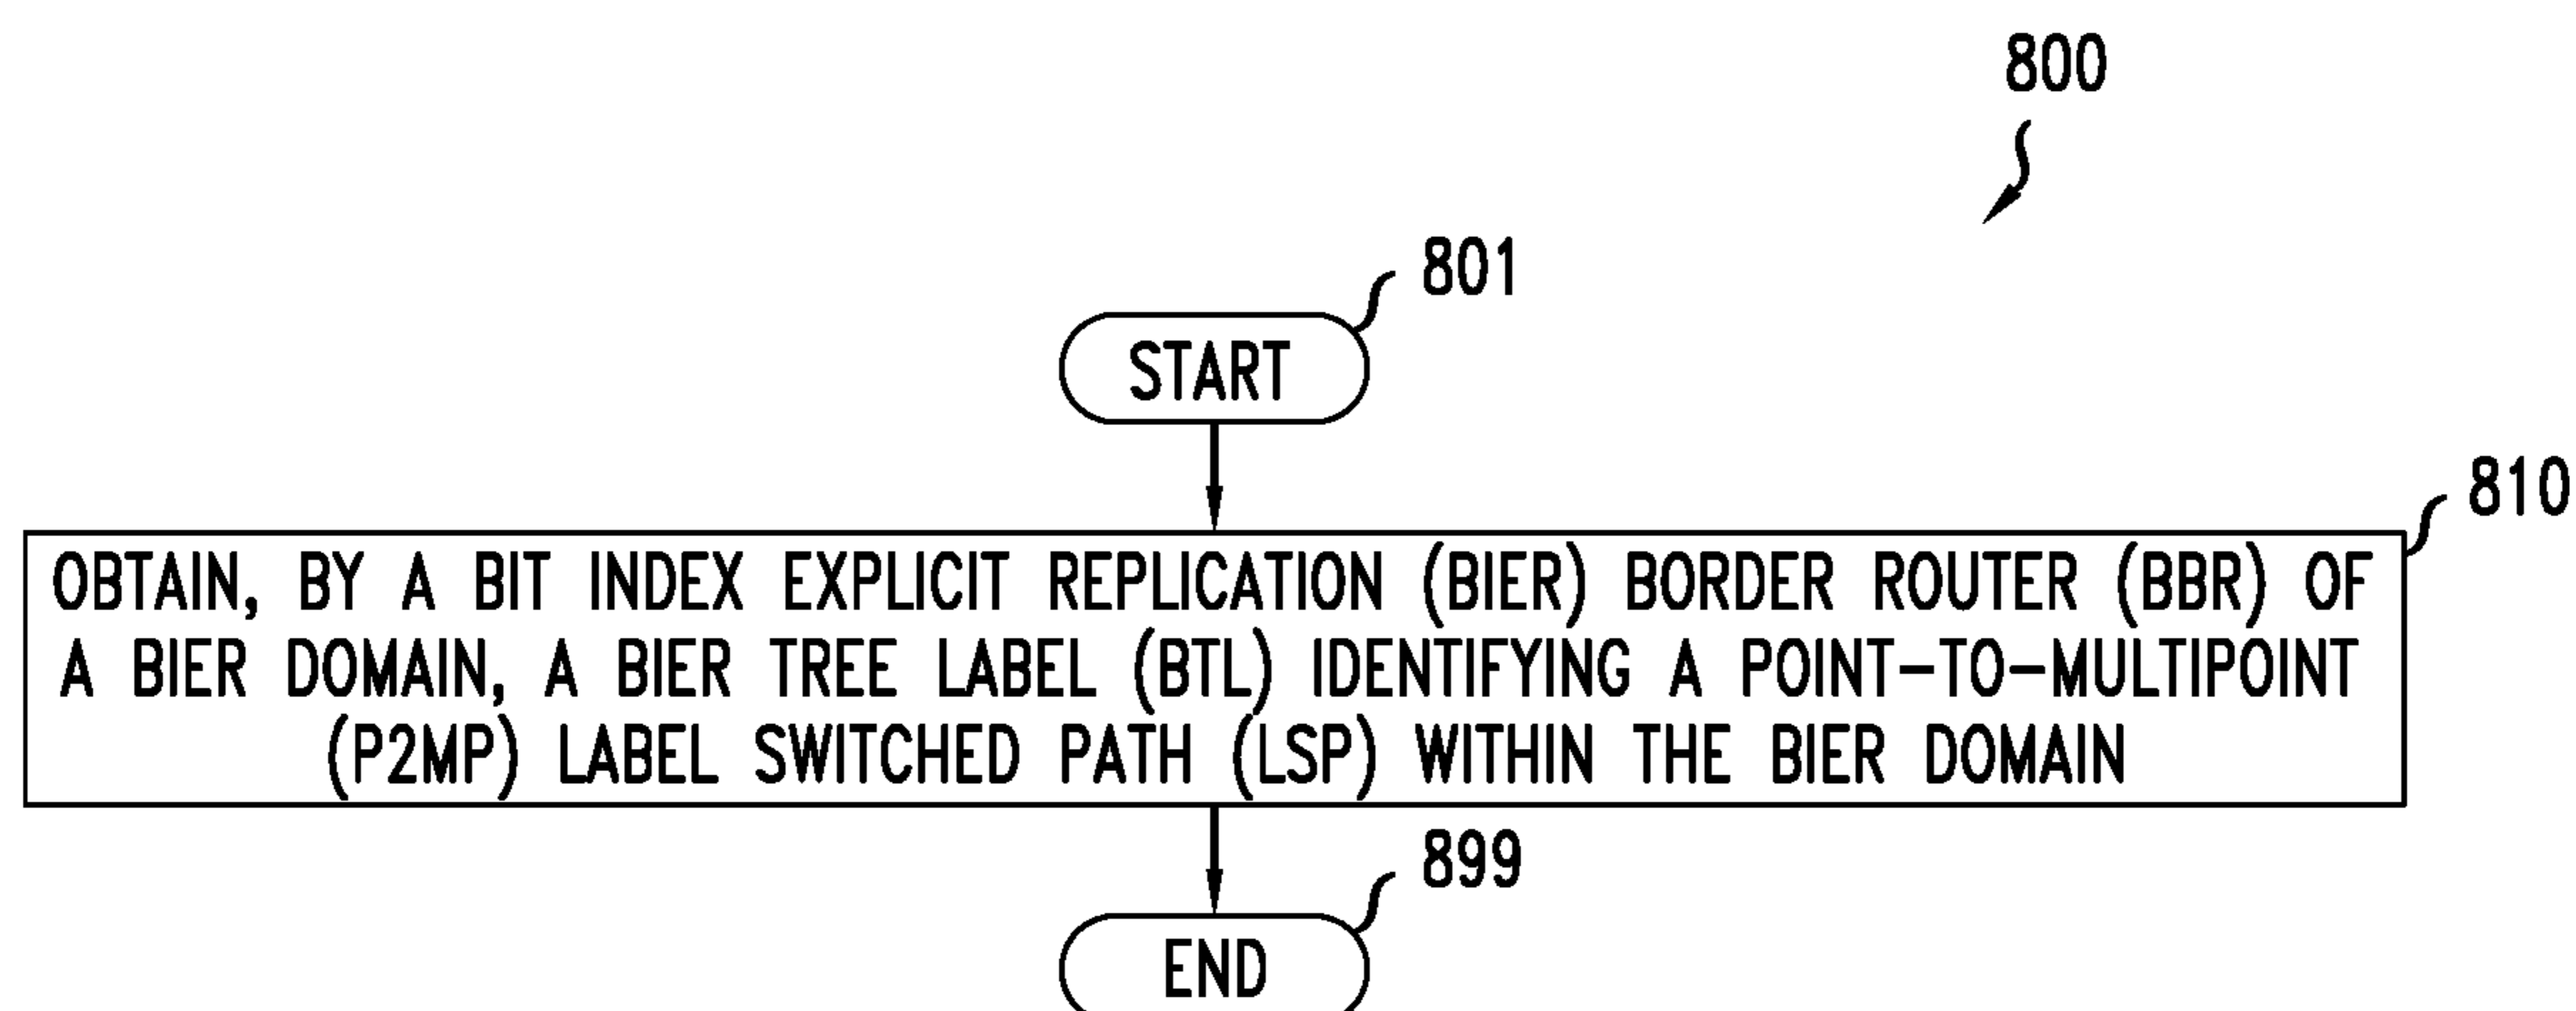 800
801
START
810
OBTAIN, BY A BIT INDEX EXPLICIT REPLICATION (BIER) BORDER ROUTER (BBR) OF
A BIER DOMAIN, A BIER TREE LABEL (BTL) IDENTIFYING A POINT-TO-MULTIPOINT
(P2MP) LABEL SWITCHED PATH (LSP) WITHIN THE BIER DOMAIN
899
END